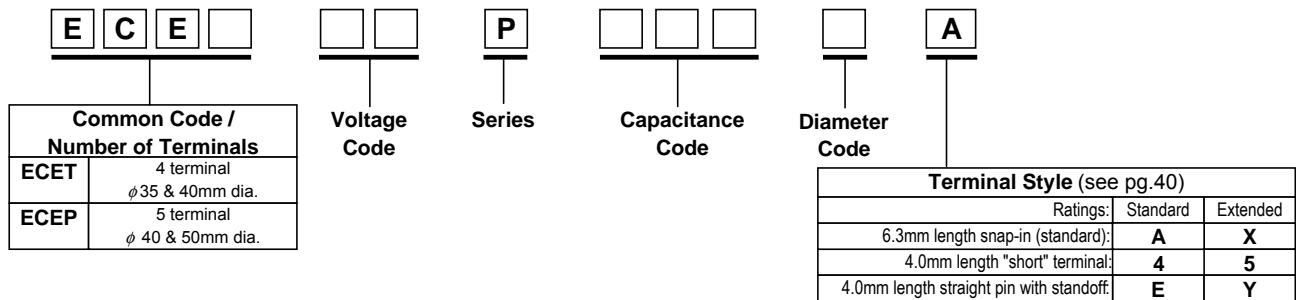 E C E P A
Common Code /
Number of Terminals
ECET 4 terminal
ϕ35 & 40mm dia.
ECEP 5 terminal
ϕ 40 & 50mm dia.
Voltage
Code
Series
Capacitance
Code
Diameter
Code
Terminal Style (see pg.40)
Ratings: Standard Extended
6.3mm length snap-in (standard): A X
4.0mm length "short" terminal: 4 5
4.0mm length straight pin with standoff: E Y